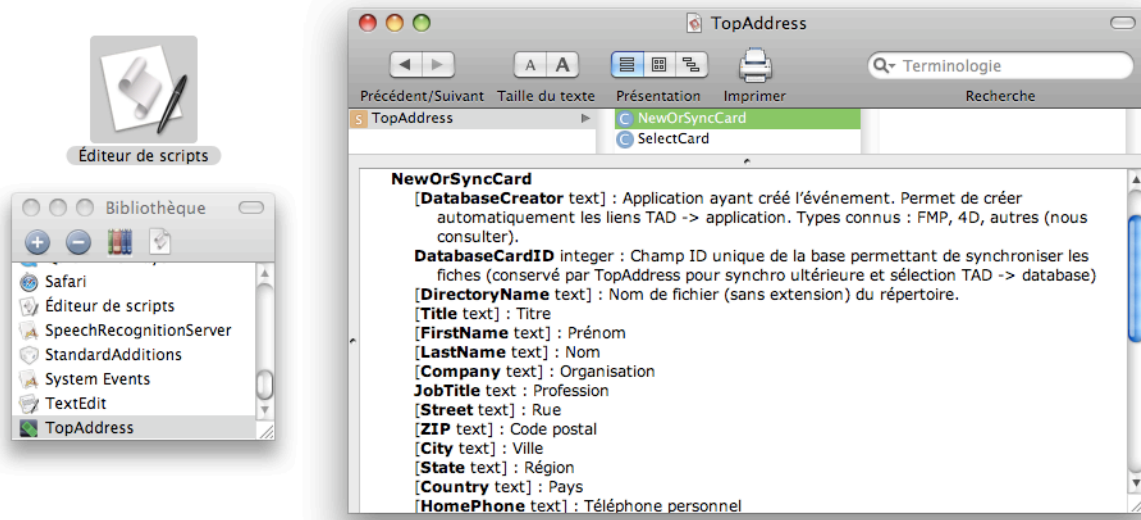 Éditeur de scripts
Bibliothèque
Safari
Éditeur de scripts
SpeechRecognitionServer
StandardAdditions
System Events
TextEdit
TopAddress
TopAddress
A A
Terminologie
Précédent/Suivant Taille du texte Présentation Imprimer Recherche
S TopAddress
C NewOrSyncCard
C SelectCard
NewOrSyncCard
[DatabaseCreator text] : Application ayant créé l’événement. Permet de créer
automatiquement les liens TAD -> application. Types connus : FMP, 4D, autres (nous
consulter).
DatabaseCardID integer : Champ ID unique de la base permettant de synchroniser les
fiches (conservé par TopAddress pour synchro ultérieure et sélection TAD -> database)
[DirectoryName text] : Nom de fichier (sans extension) du répertoire.
[Title text] : Titre
[FirstName text] : Prénom
[LastName text] : Nom
[Company text] : Organisation
JobTitle text : Profession
[Street text] : Rue
[ZIP text] : Code postal
[City text] : Ville
[State text] : Région
[Country text] : Pays
[HomePhone text] : Téléphone personnel